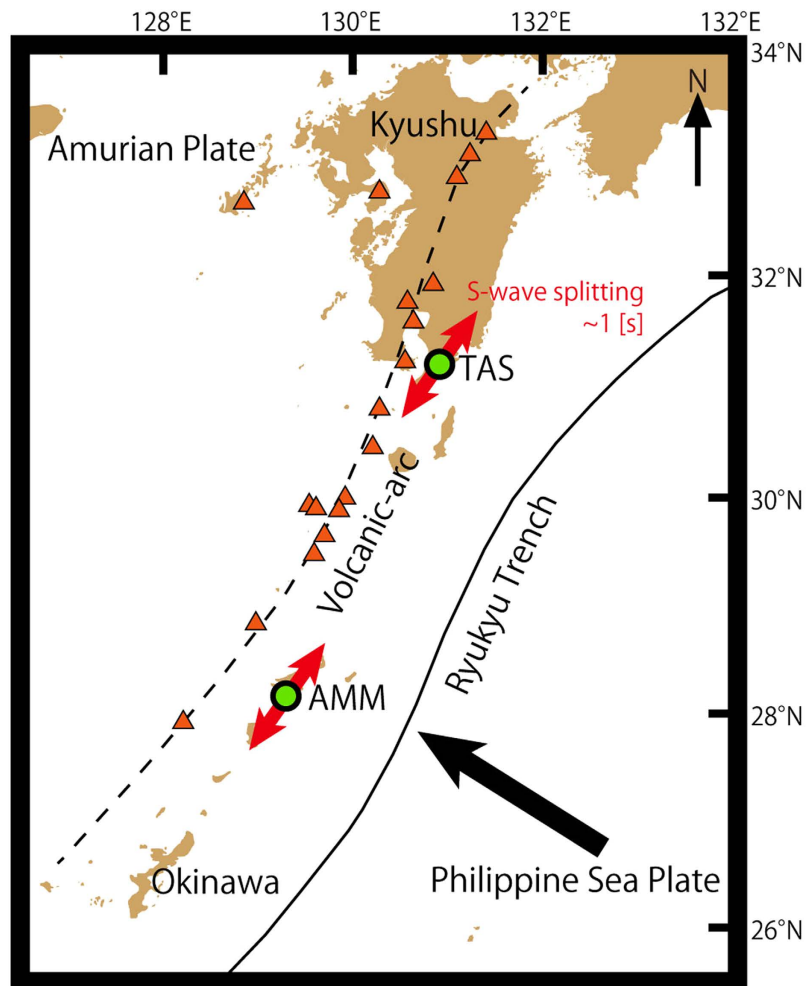 128°E
130°E
132°E
132°E
34°N
N
Kyushu
Amurian Plate
32°N
S-wave splitting
~1 [s]
TAS
30°N
Volcanic-arc
Ryukyu Trench
AMM
28°N
Okinawa
Philippine Sea Plate
26°N